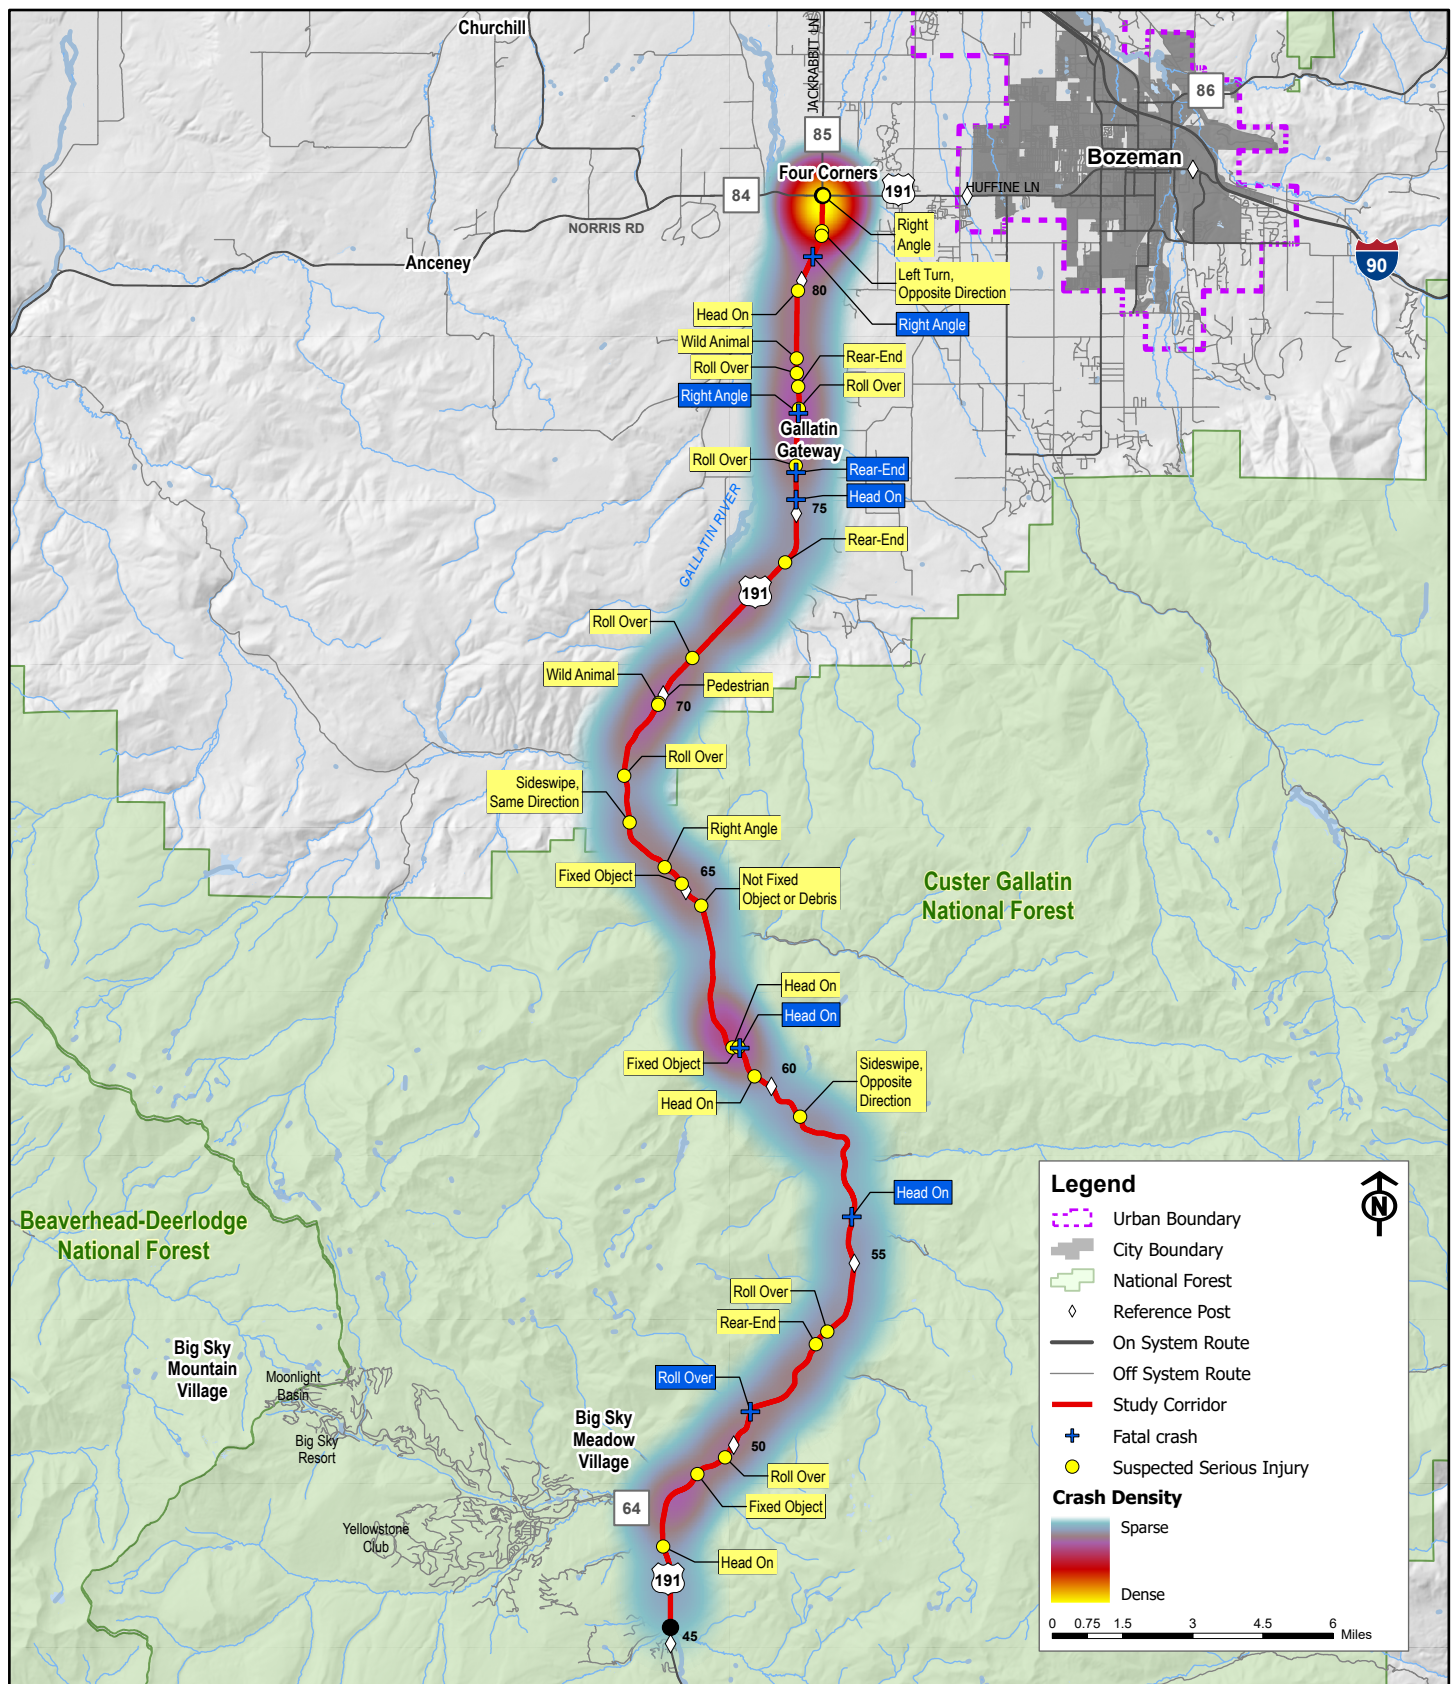 Churchill
JACKRABBIT LN
86
85
Bozeman
Four Corners
84
191
HUFFINE LN
NORRIS RD
Right
Angle
Anceney
90
Left Turn,
Opposite Direction
80
Head On
Right Angle
Wild Animal
Rear-End
Roll Over
Roll Over
Right Angle
Gallatin
Gateway
Roll Over
Rear-End
Head On
75
GALLATIN RIVER
Rear-End
191
Roll Over
Wild Animal
Pedestrian
70
Roll Over
Sideswipe,
Same Direction
Right Angle
65
Fixed Object
Not Fixed
Object or Debris
Custer Gallatin
National Forest
Head On
Head On
Fixed Object
60
Sideswipe,
Opposite
Direction
Head On
Head On
Beaverhead-Deerlodge
National Forest
55
Roll Over
Rear-End
Big Sky
Mountain
Village
Moonlight
Basin
Roll Over
Big Sky
Meadow
Village
Big Sky
Resort
50
Roll Over
64
Fixed Object
Yellowstone
Club
Head On
191
45
Legend
N
Urban Boundary
City Boundary
National Forest
Reference Post
On System Route
Off System Route
Study Corridor
Fatal crash
Suspected Serious Injury
Crash Density
Sparse
Dense
0 0.75 1.5 3 4.5 6
Miles